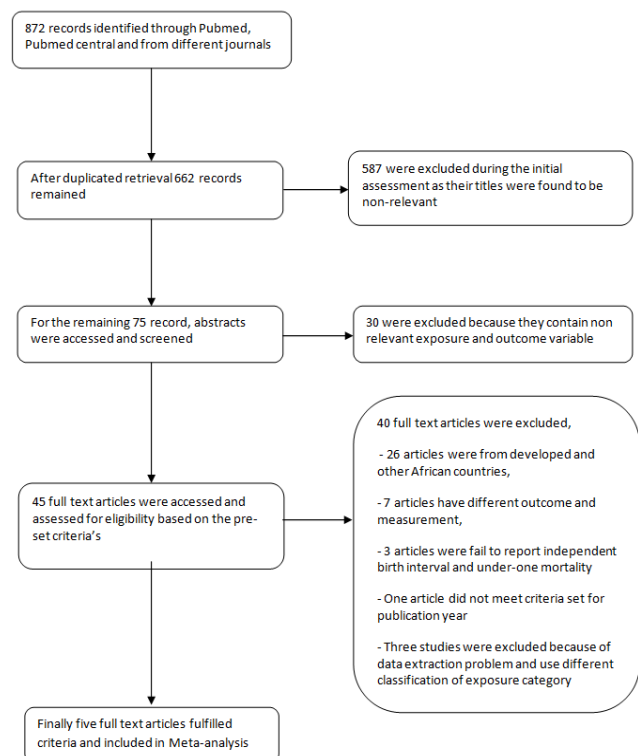 872 records identified through Pubmed,
Pubmed central and from different journals
After duplicated retrieval 662 records
remained
587 were excluded during the initial
assessment as their titles were found to be
non-relevant
For the remaining 75 record, abstracts
were accessed and screened
30 were excluded because they contain non
relevant exposure and outcome variable
45 full text articles were accessed and
assessed for eligibility based on the pre-
set criteria's
40 full text articles were excluded,
- 26 articles were from developed and
other African countries,
- 7 articles have different outcome and
measurement,
- 3 articles were fail to report independent
birth interval and under-one mortality
- One article did not meet criteria set for
publication year
- Three studies were excluded because of
data extraction problem and use different
classification of exposure category
Finally five full text articles fulfilled
criteria and included in Meta-analysis